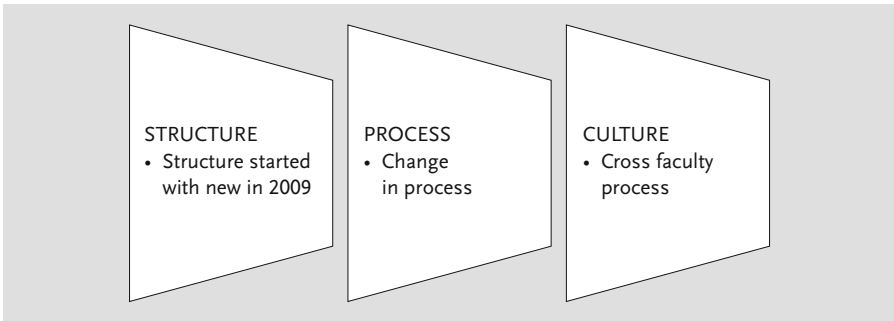 STRUCTURE
• Structure started
with new in 2009
PROCESS
• Change
in process
CULTURE
• Cross faculty
process